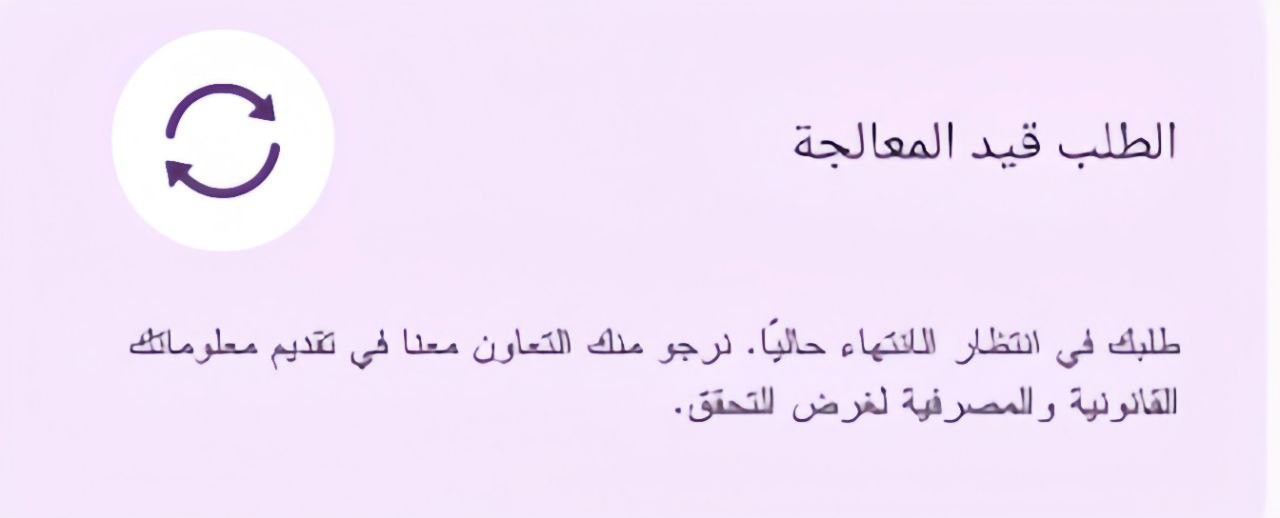 الطلب قيد المعالجة
طلبك في انتظار الانتهاء حاليًا. نرجو منك التعاون معنا في تقديم معلوماتك
القانونية والمصرفية لغرض التحقق.